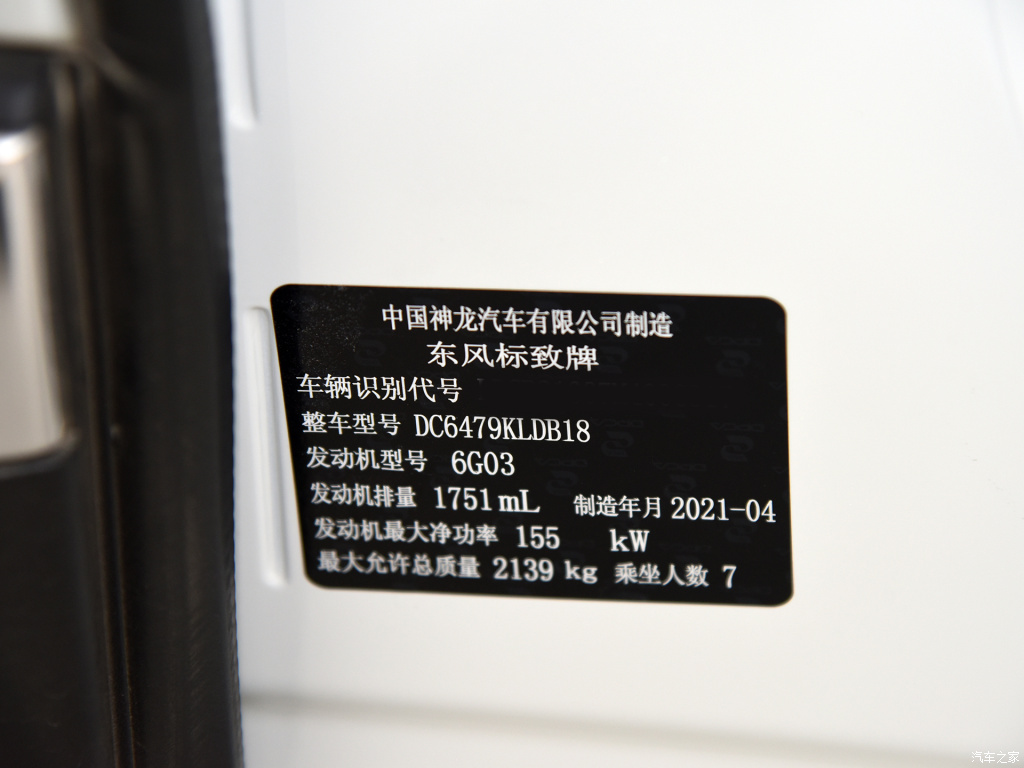 中国神龙汽车有限公司制造
东风标致牌
车辆识别代号
整车型号 DC6479KLDB18
发动机型号 6G03
发动机排量 1751mL 制造年月 2021-04
发动机最大净功率 155 kW
最大允许总质量 2139 kg 乘坐人数 7
汽车之家